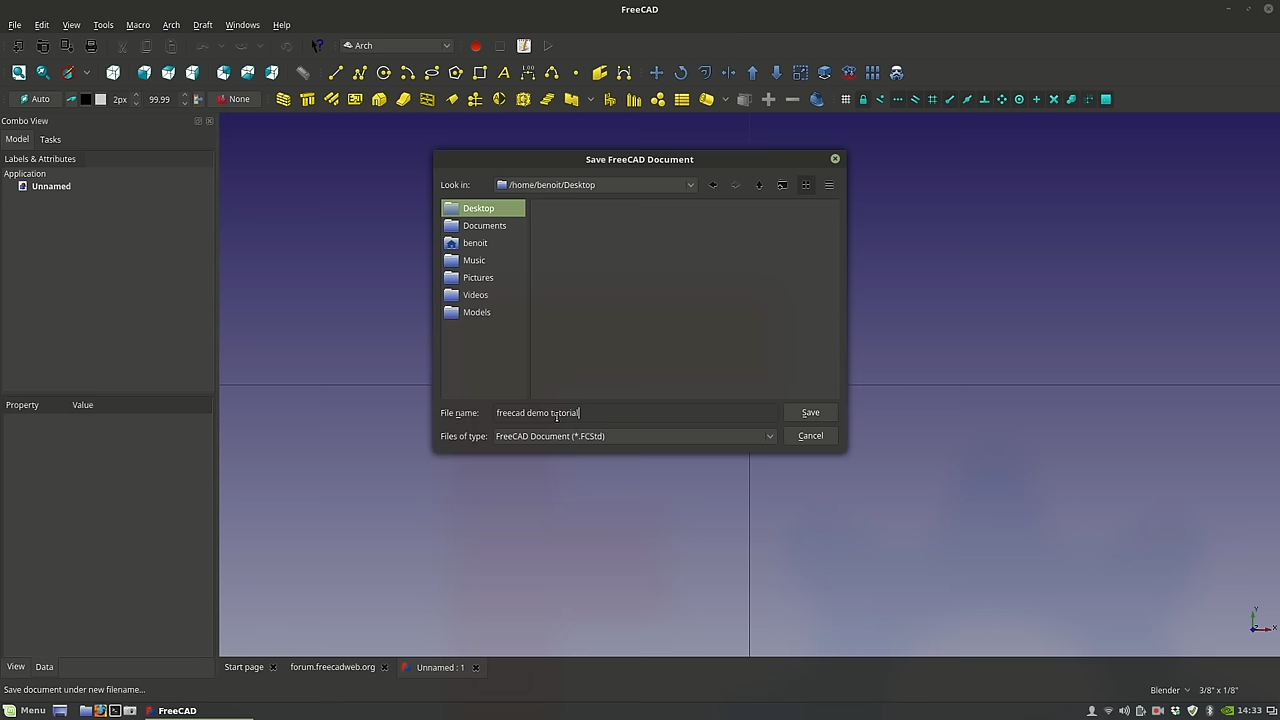 FreeCAD
File Edit View Tools Macro Arch Draft Windows Help
Arch
Auto 2px 99.99 None
Combo View
Model Tasks
Labels & Attributes
Application
Unnamed
Save FreeCAD Document
Look in: /home/benoit/Desktop
Desktop
Documents
benoit
Music
Pictures
Videos
Models
File name: freecad demo tutorial Save
Files of type: FreeCAD Document (*.FCStd) Cancel
Property Value
Y
X
View Data Start page forum.freecadweb.org Unnamed : 1
Save document under new filename... Blender 3/8" x 1/8"
Menu FreeCAD 14:33